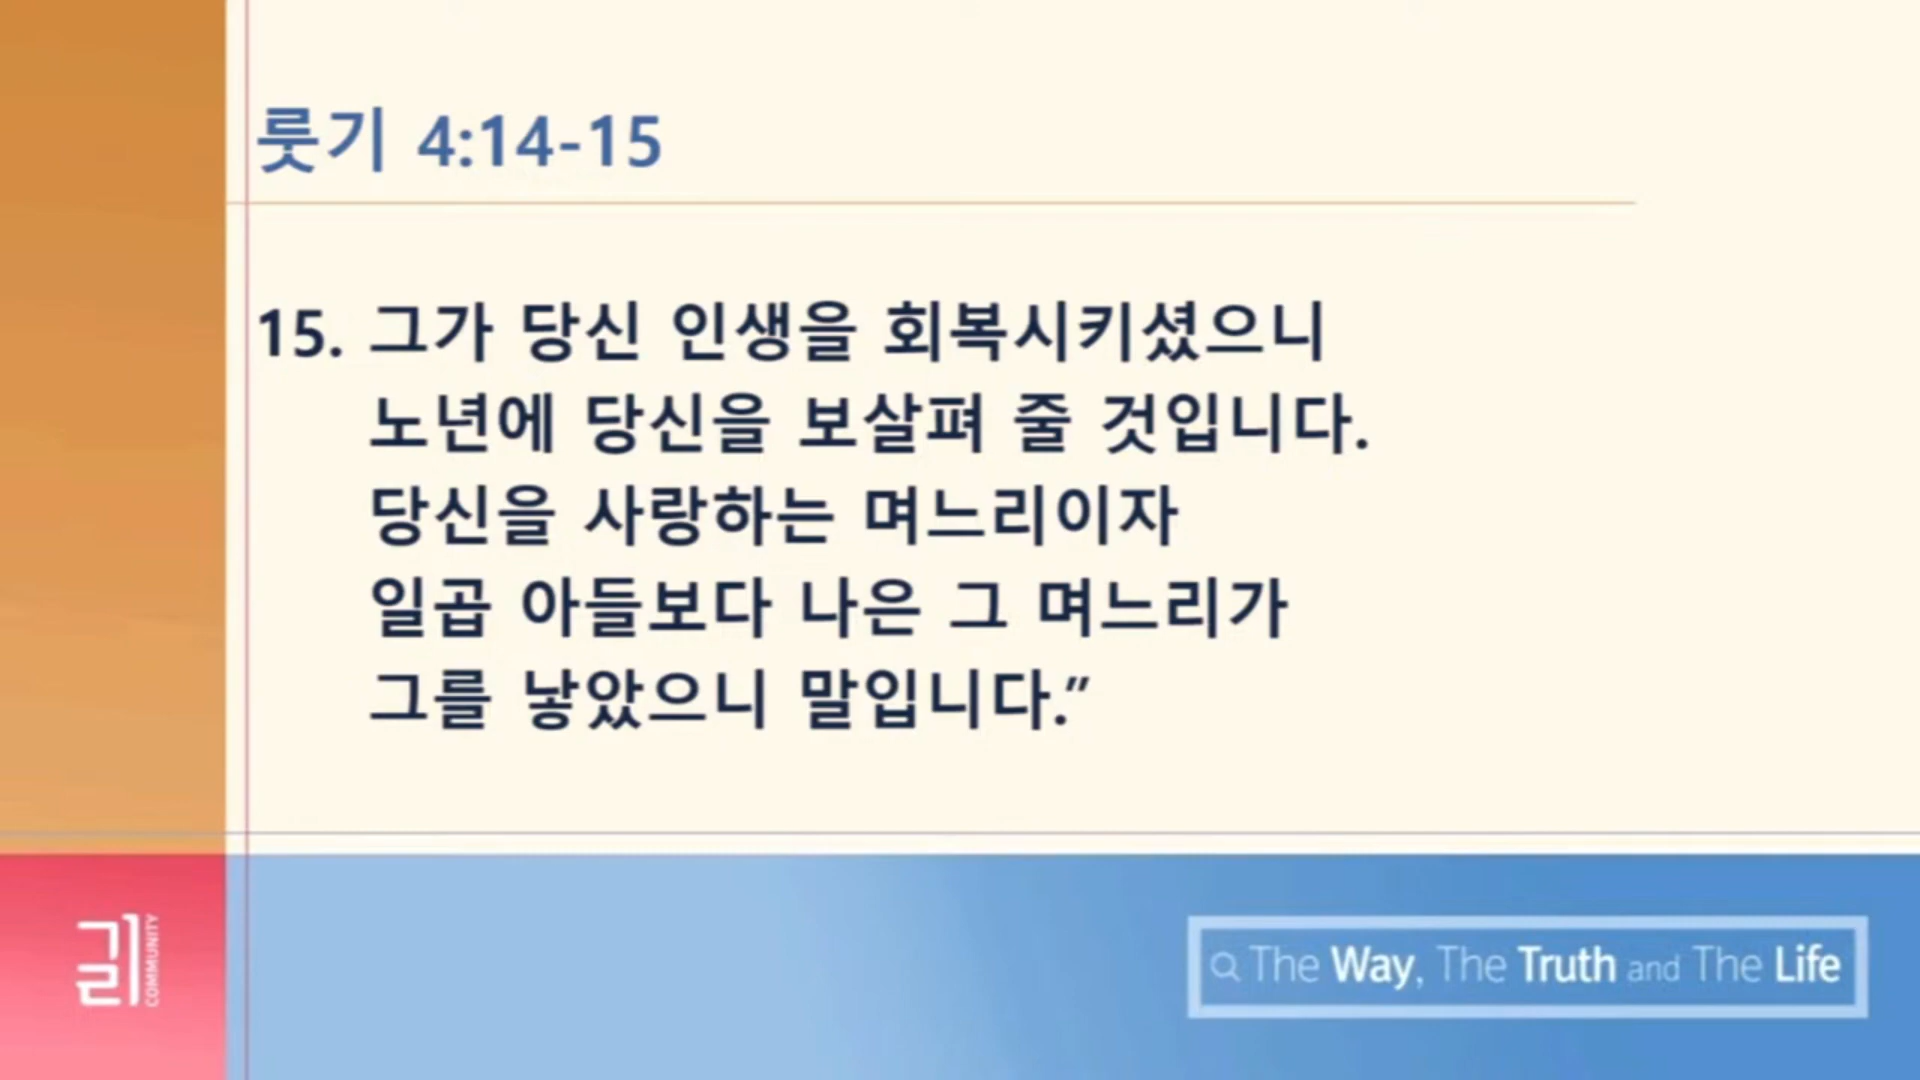 룻기 4:14-15
15. 그가 당신 인생을 회복시키셨으니
노년에 당신을 보살펴 줄 것입니다.
당신을 사랑하는 며느리이자
일곱 아들보다 나은 그 며느리가
그를 낳았으니 말입니다.”
COMMUNITY
The Way, The Truth and The Life